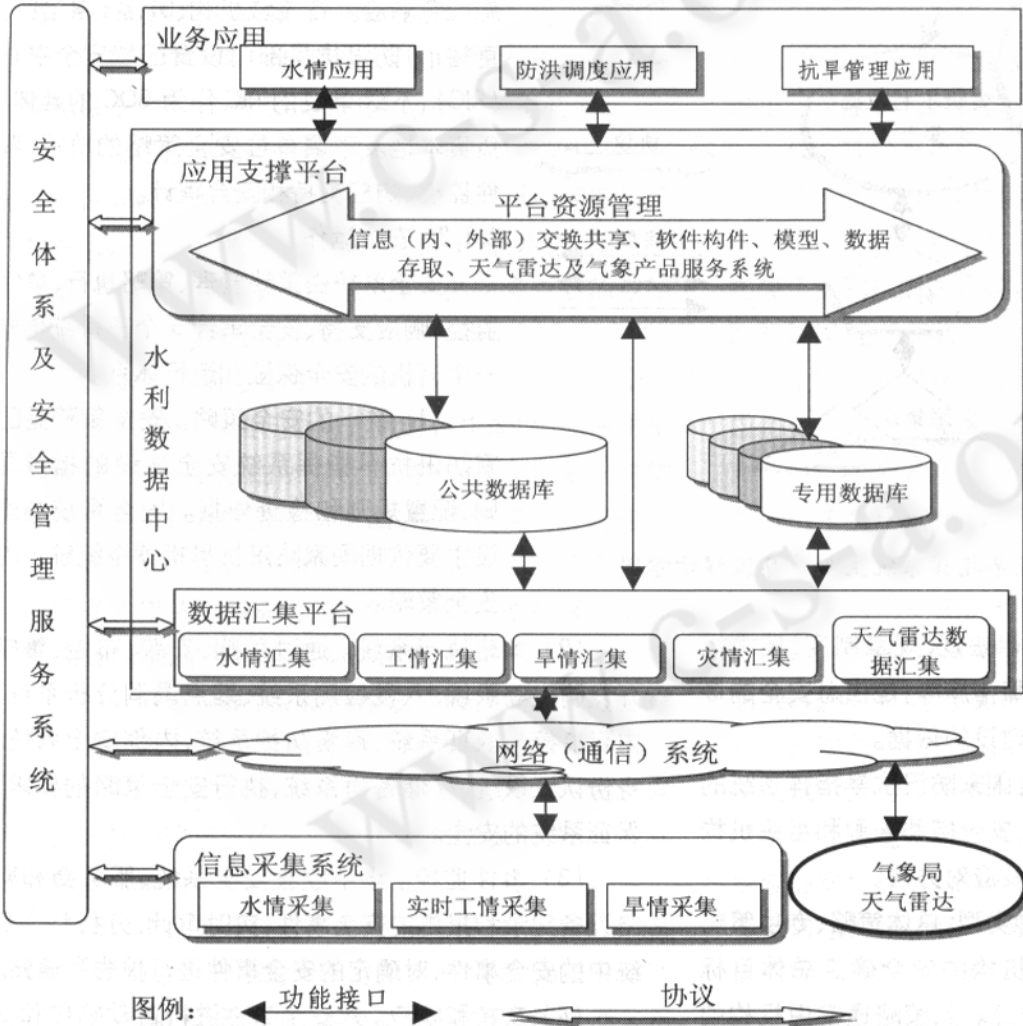 业务应用
水情应用
防洪调度应用
抗旱管理应用
安全体系及安全管理服务系统
水利数据中心
应用支撑平台
平台资源管理
信息（内、外部）交换共享、软件构件、模型、数据
存取、天气雷达及气象产品服务系统
公共数据库
专用数据库
数据汇集平台
水情汇集
工情汇集
旱情汇集
灾情汇集
天气雷达数
据汇集
网络（通信）系统
信息采集系统
水情采集
实时工情采集
旱情采集
气象局
天气雷达
图例：
功能接口
协议
www.c-s-a.o
www.c-s-a.o